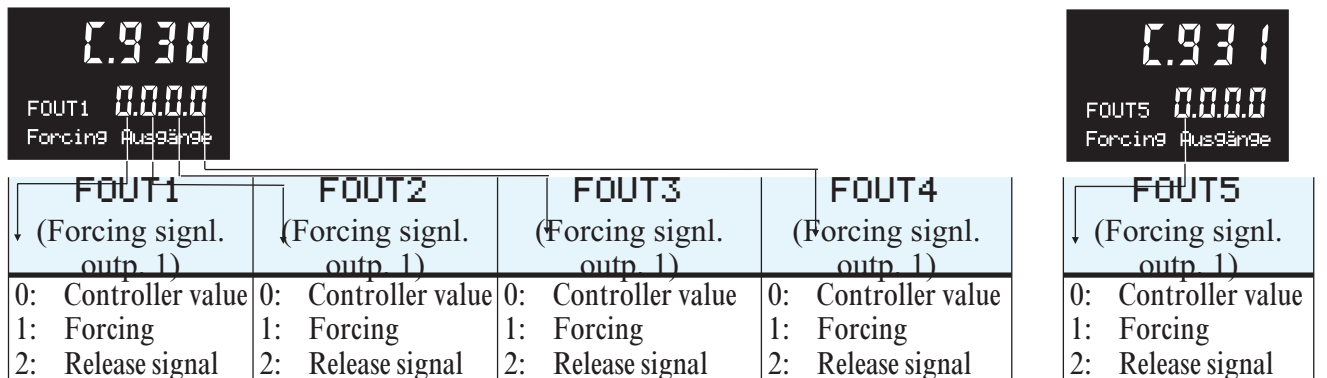 C.930
FOUT1 0.0.0.0
Forcing Ausgänge
C.931
FOUT5 0.0.0.0
Forcing Ausgänge
FOUT1
(Forcing signl.
outp. 1)
0: Controller value
1: Forcing
2: Release signal
FOUT2
(Forcing signl.
outp. 1)
0: Controller value
1: Forcing
2: Release signal
FOUT3
(Forcing signl.
outp. 1)
0: Controller value
1: Forcing
2: Release signal
FOUT4
(Forcing signl.
outp. 1)
0: Controller value
1: Forcing
2: Release signal
FOUT5
(Forcing signl.
outp. 1)
0: Controller value
1: Forcing
2: Release signal